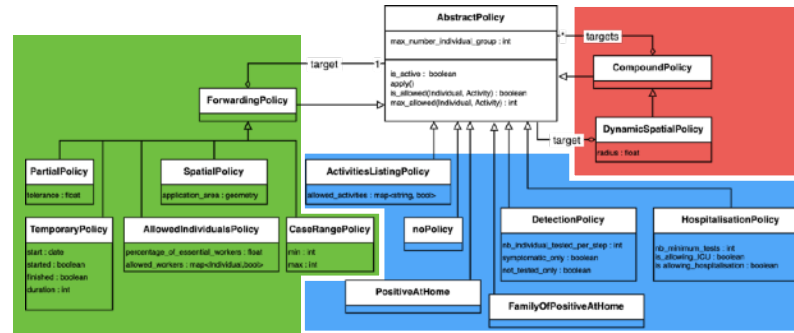 AbstractPolicy
max_number_individual_group : int
is_active : boolean
apply()
is_allowed(Individual, Activity) : boolean
max_allowed(Individual, Activity) : int
target
1
*
targets
CompoundPolicy
ForwardingPolicy
DynamicSpatialPolicy
radius : float
target
PartialPolicy
tolerance : float
SpatialPolicy
application_area : geometry
ActivitiesListingPolicy
allowed_activities : map<string, bool>
TemporaryPolicy
start : date
started : boolean
finished : boolean
duration : int
AllowedIndividualsPolicy
percentage_of_essential_workers : float
allowed_workers : map<Individual,bool>
CaseRangePolicy
min : int
max : int
noPolicy
DetectionPolicy
nb_individual_tested_per_step : int
symptomatic_only : boolean
not_tested_only : boolean
HospitalisationPolicy
nb_minimum_tests : int
is_allowing_ICU : boolean
is_allowing_hospitalisation : boolean
PositiveAtHome
FamilyOfPositiveAtHome